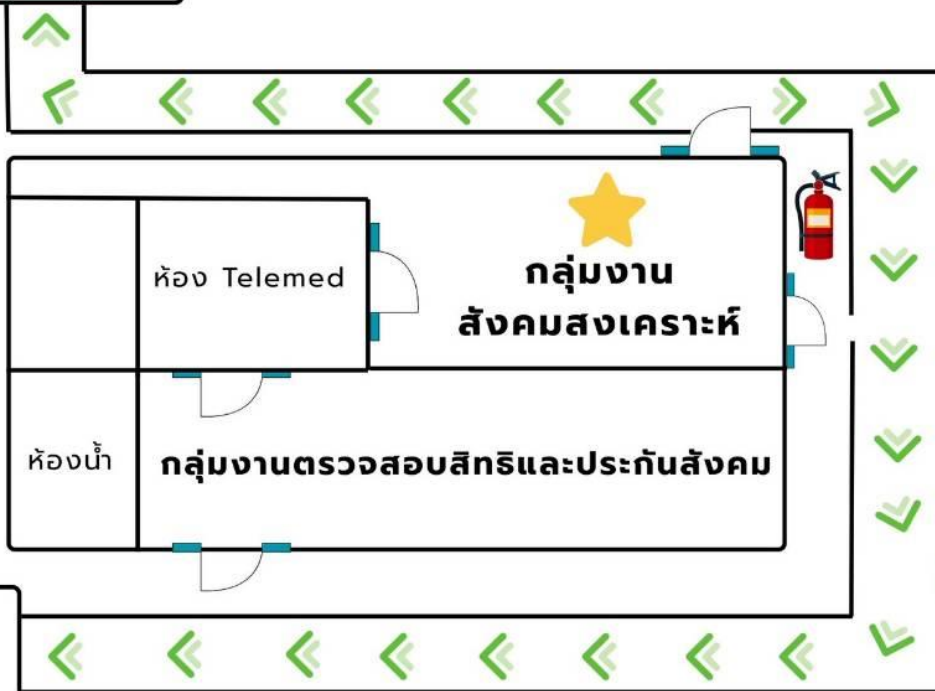 ห้อง Telemed
กลุ่มงาน
สังคมสงเคราะห์
ห้องน้ำ
กลุ่มงานตรวจสอบสิทธิและประกันสังคม